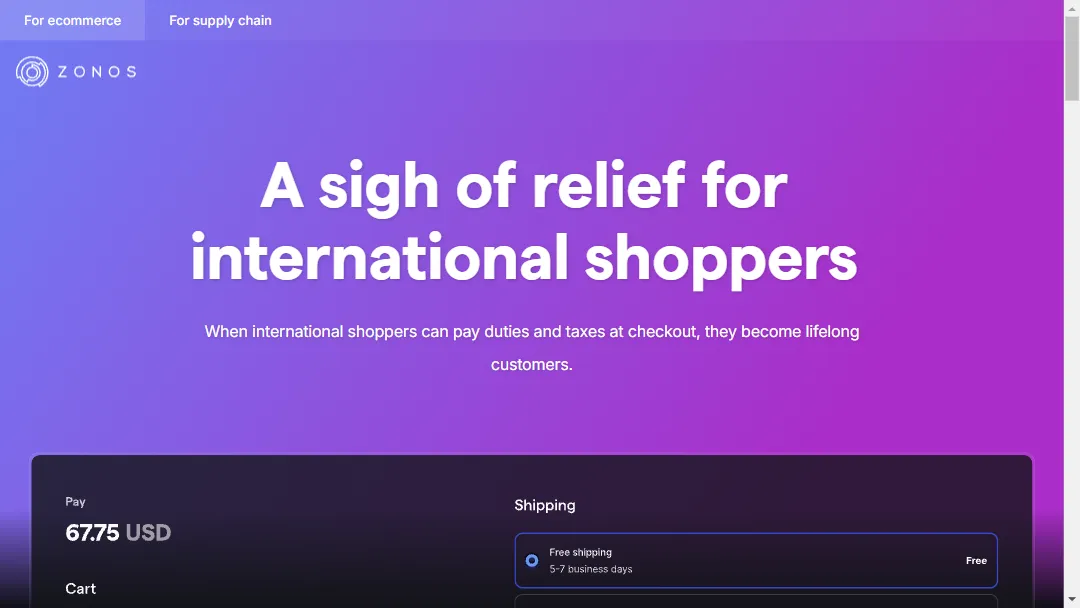 For ecommerce
For supply chain
ZONOS
A sigh of relief for
international shoppers
When international shoppers can pay duties and taxes at checkout, they become lifelong
customers.
Pay
67.75 USD
Cart
Shipping
Free shipping
5-7 business days
Free